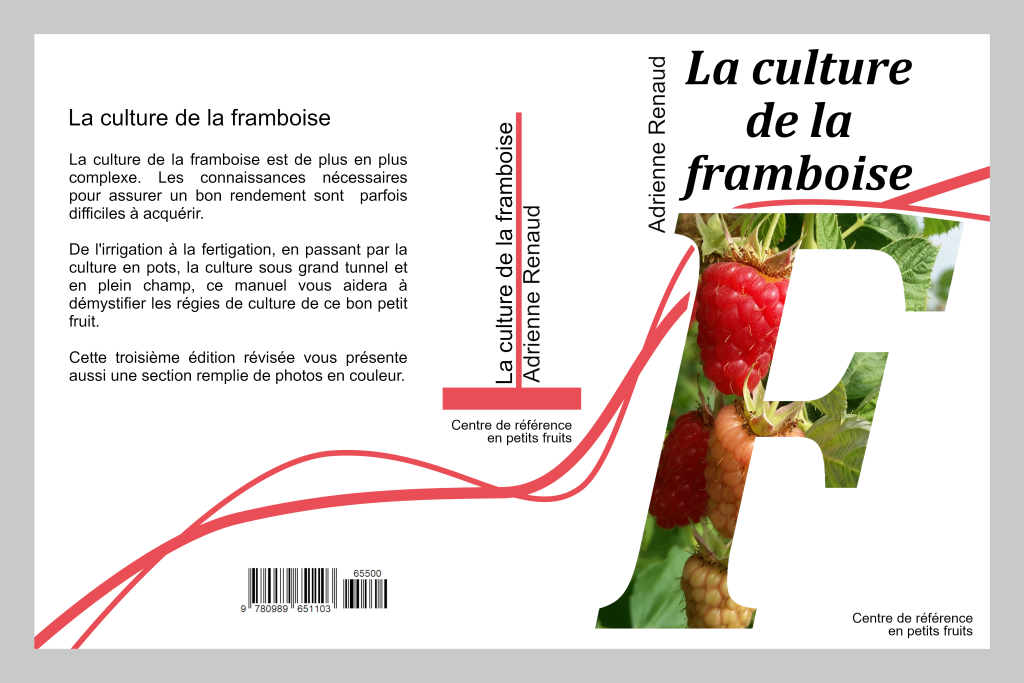 La culture de la framboise
La culture de la framboise est de plus en plus
complexe. Les connaissances nécessaires
pour assurer un bon rendement sont parfois
difficiles à acquérir.
De l'irrigation à la fertigation, en passant par la
culture en pots, la culture sous grand tunnel et
en plein champ, ce manuel vous aidera à
démystifier les régies de culture de ce bon petit
fruit.
Cette troisième édition révisée vous présente
aussi une section remplie de photos en couleur.
65500
9 780989 651103
La culture de la framboise
Adrienne Renaud
Centre de référence
en petits fruits
Adrienne Renaud
La culture
de la
framboise
F
Centre de référence
en petits fruits